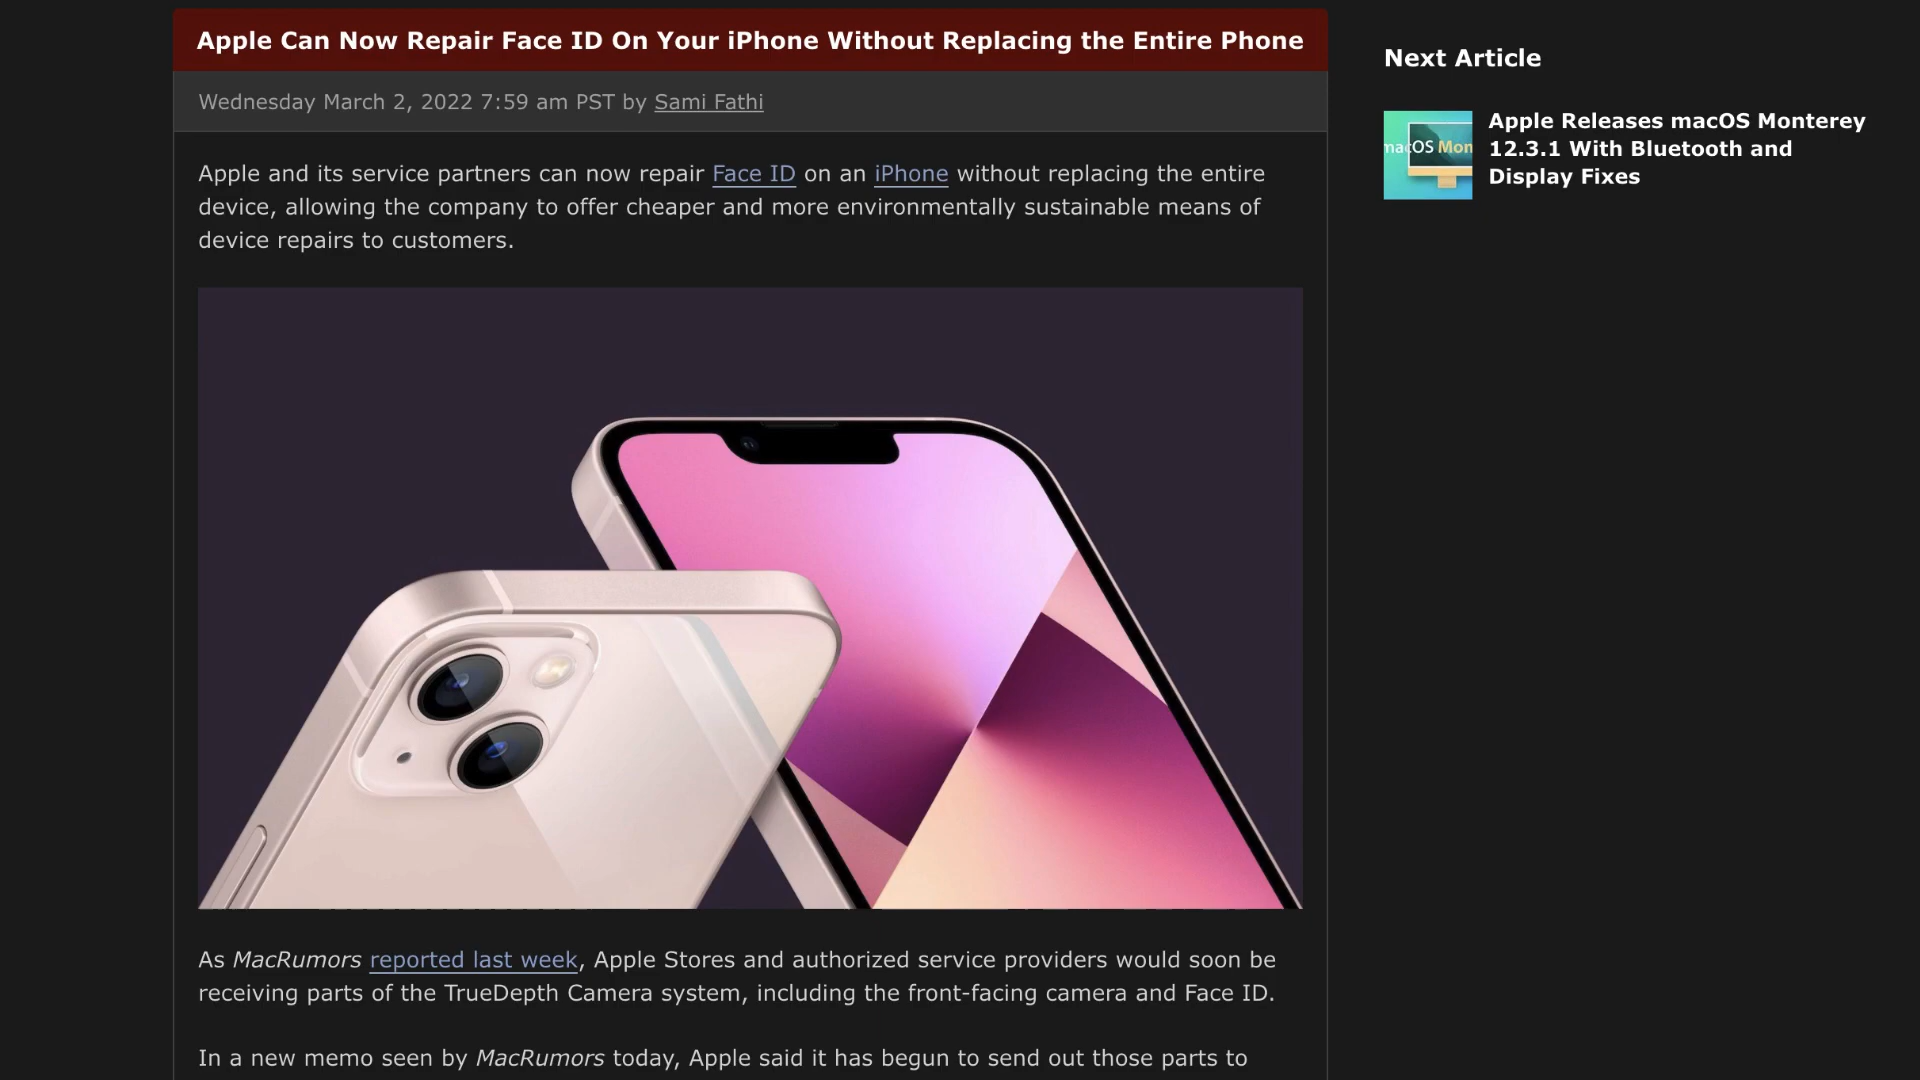 Apple Can Now Repair Face ID On Your iPhone Without Replacing the Entire Phone
Wednesday March 2, 2022 7:59 am PST by Sami Fathi
Apple and its service partners can now repair Face ID on an iPhone without replacing the entire
device, allowing the company to offer cheaper and more environmentally sustainable means of
device repairs to customers.
As MacRumors reported last week, Apple Stores and authorized service providers would soon be
receiving parts of the TrueDepth Camera system, including the front-facing camera and Face ID.
In a new memo seen by MacRumors today, Apple said it has begun to send out those parts to
Next Article
macOS Mon
Apple Releases macOS Monterey
12.3.1 With Bluetooth and
Display Fixes